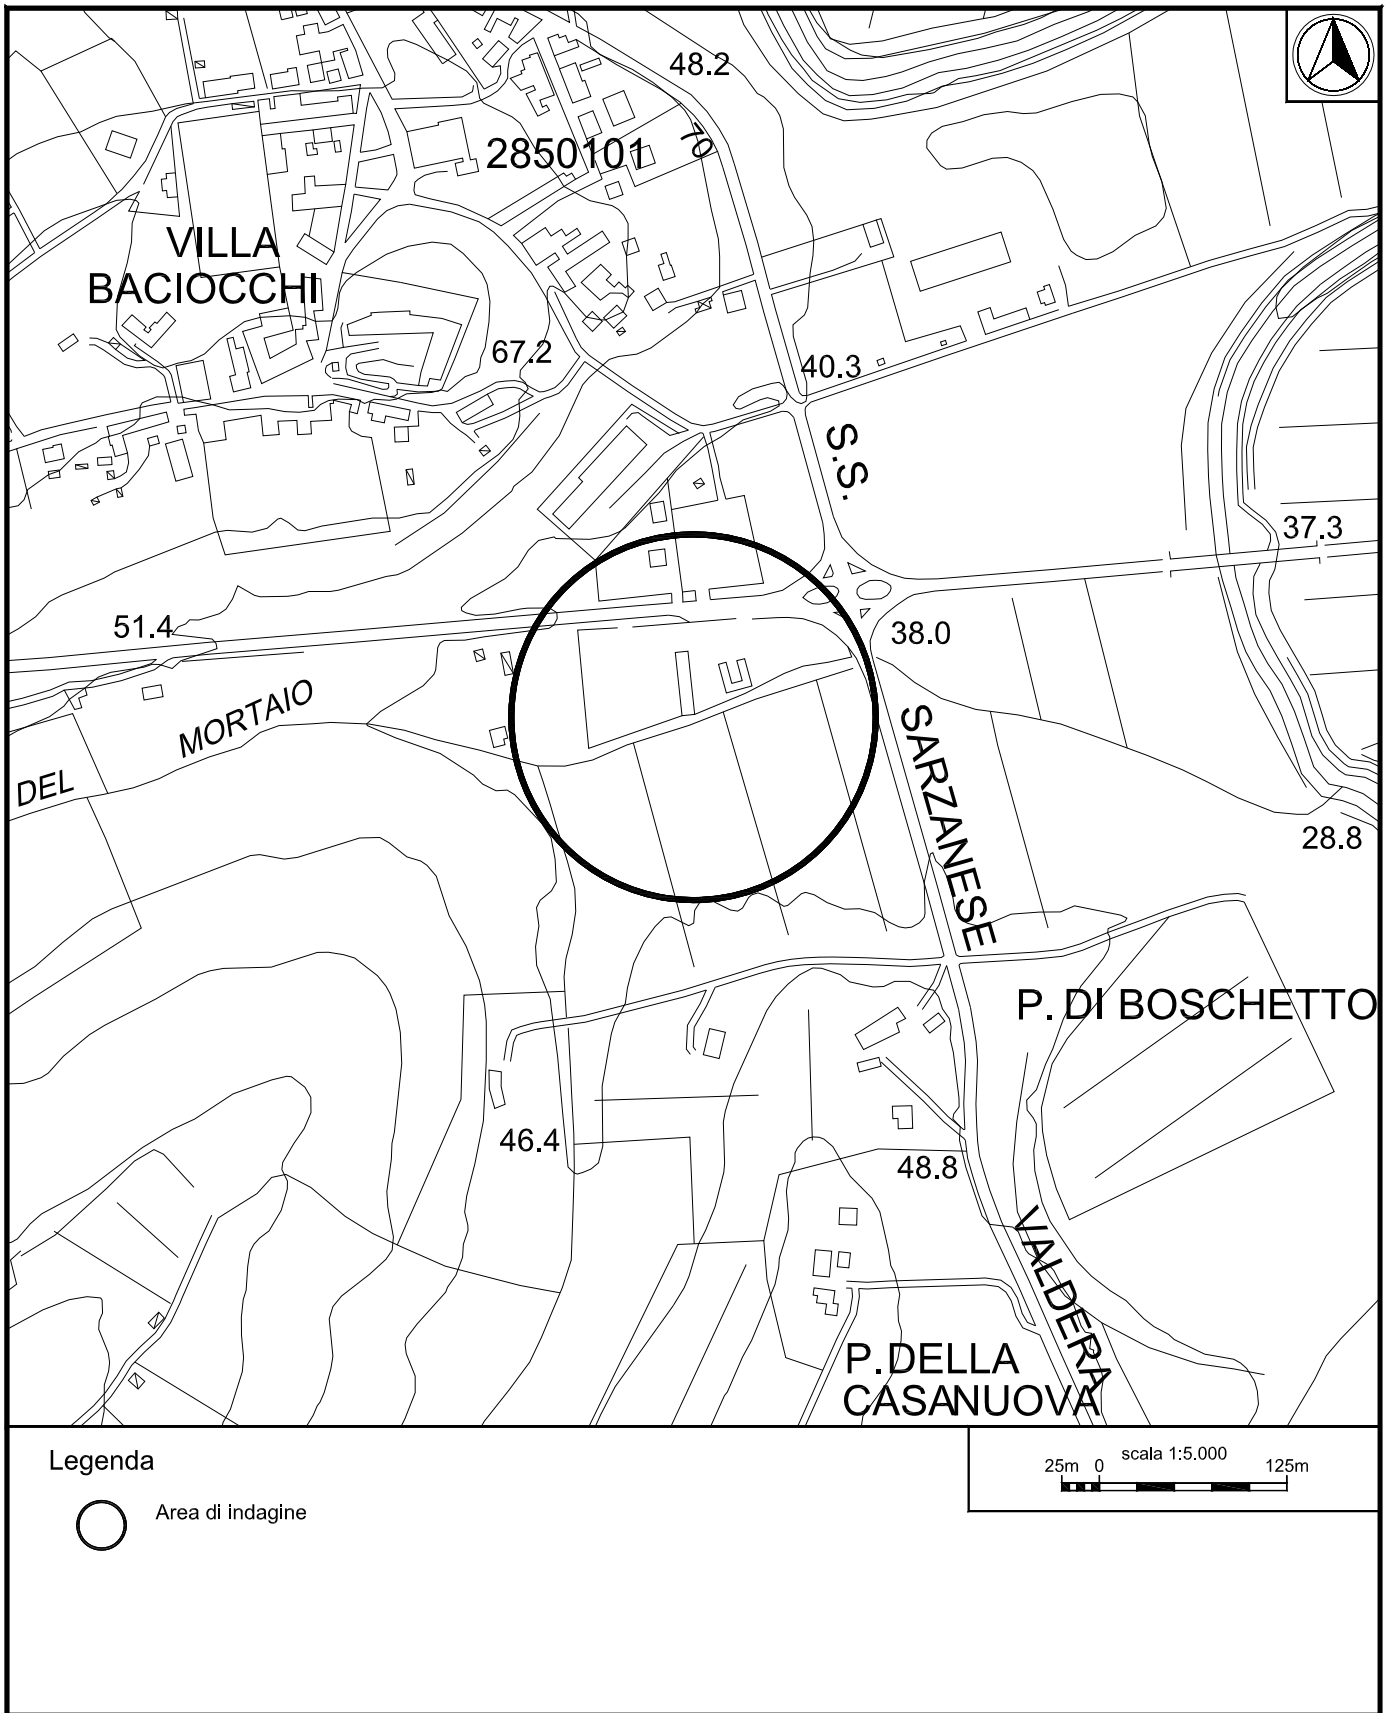 48.2
70
2850101
VILLA
BACIOCCHI
67.2
40.3
S.S.
37.3
51.4
38.0
MORTAIO
DEL
SARZANESE
28.8
P. DI BOSCHETTO
46.4
48.8
VALDERA
P.DELLA
CASANUOVA
Legenda
Area di indagine
scala 1:5.000
25m 0 125m